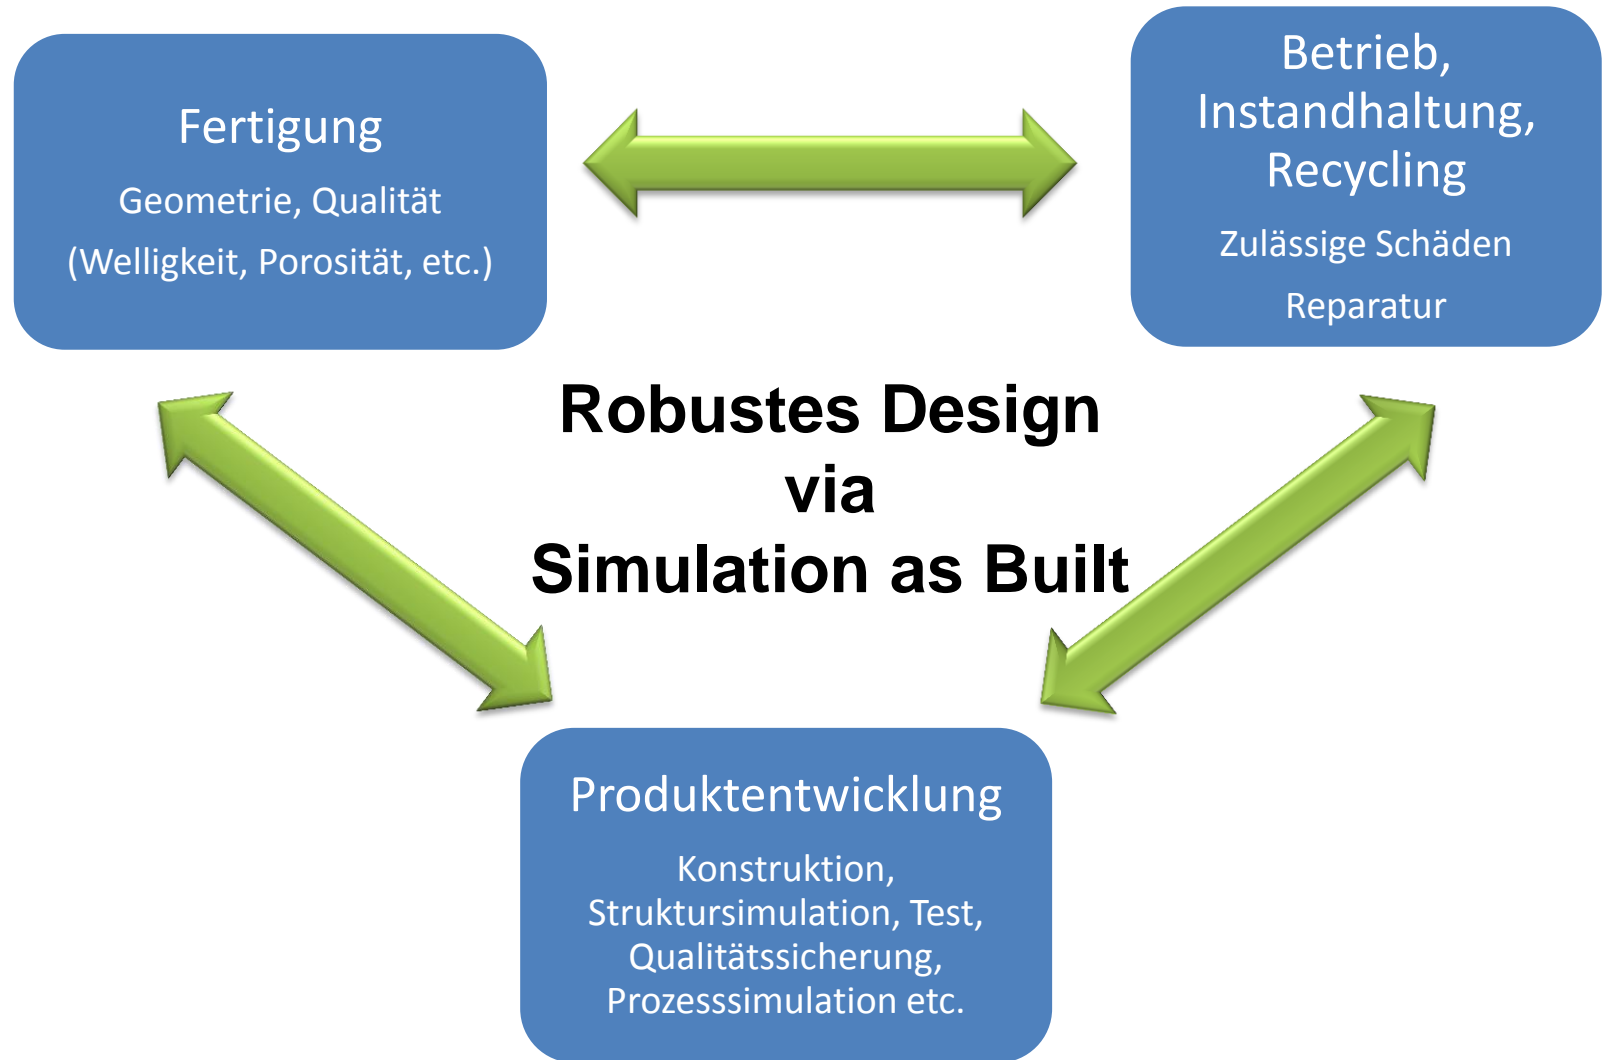 Fertigung
Geometrie, Qualität
(Welligkeit, Porosität, etc.)
Betrieb,
Instandhaltung,
Recycling
Zulässige Schäden
Reparatur
Robustes Design
via
Simulation as Built
Produktentwicklung
Konstruktion,
Struktursimulation, Test,
Qualitätssicherung,
Prozesssimulation etc.